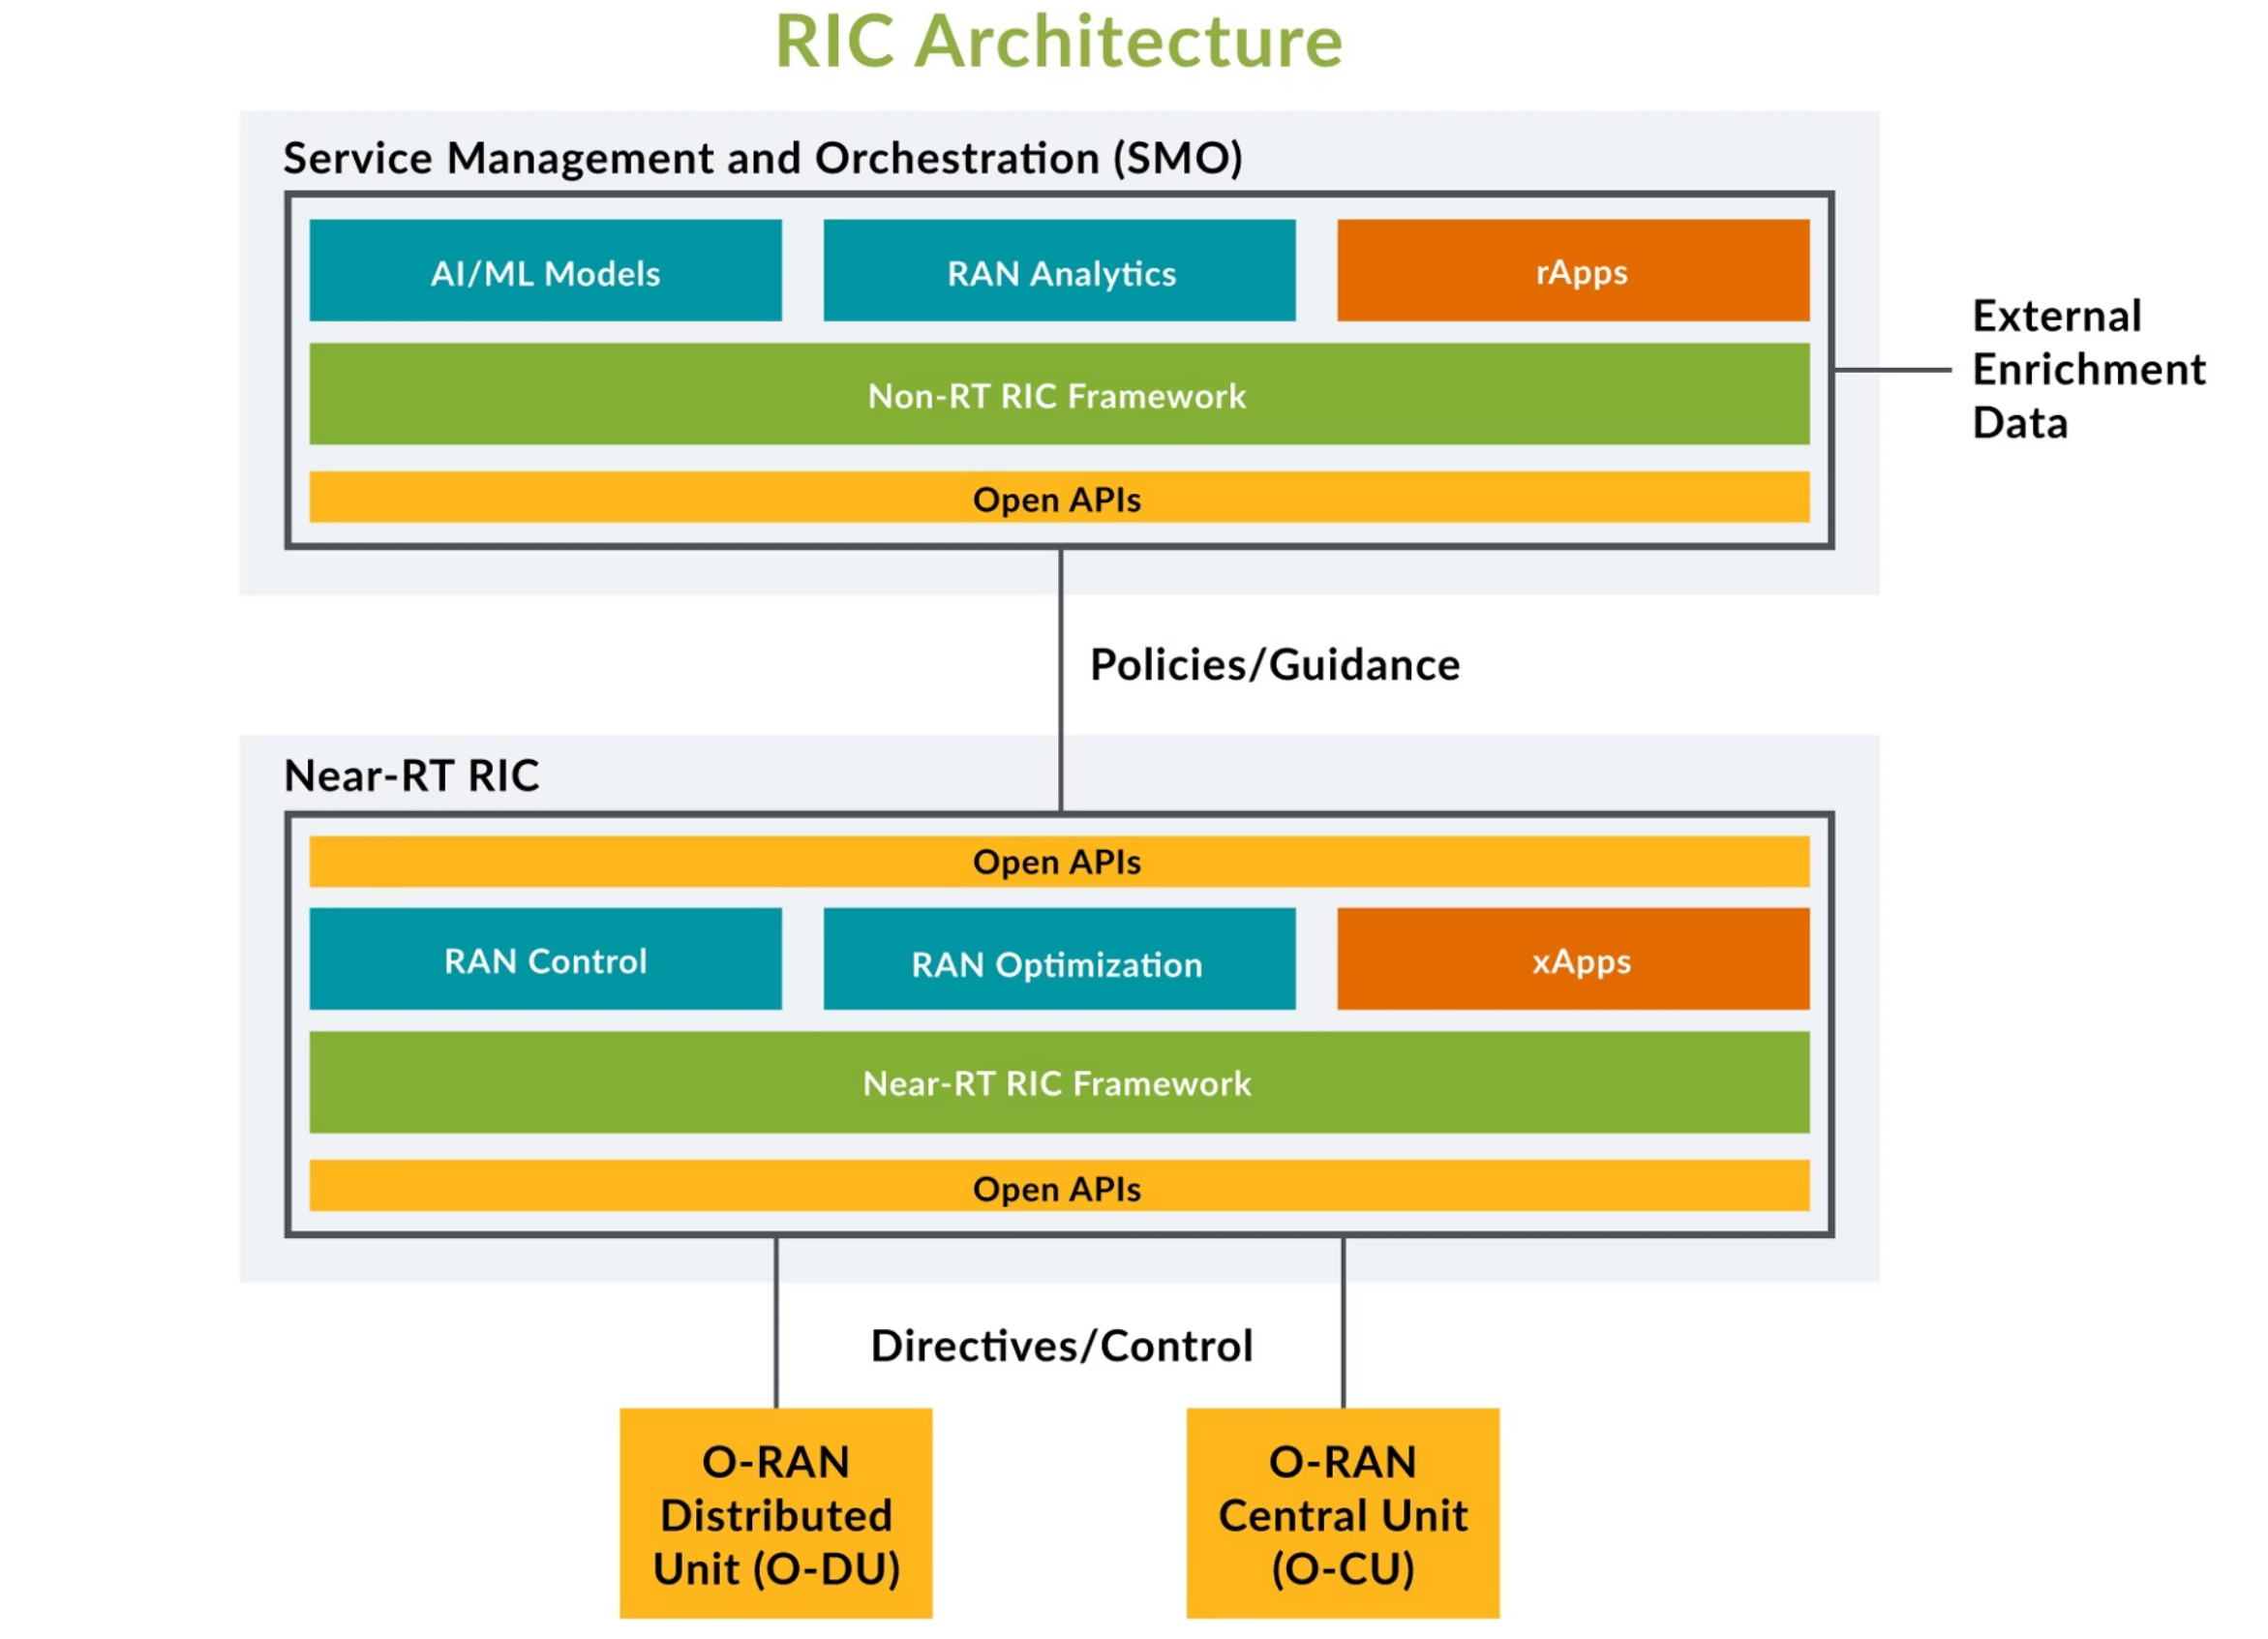 RIC Architecture
Service Management and Orchestration (SMO)
AI/ML Models
RAN Analytics
rApps
Non-RT RIC Framework
Open APIs
External
Enrichment
Data
Policies/Guidance
Near-RT RIC
Open APIs
RAN Control
RAN Optimization
xApps
Near-RT RIC Framework
Open APIs
Directives/Control
O-RAN
Distributed
Unit (O-DU)
O-RAN
Central Unit
(O-CU)